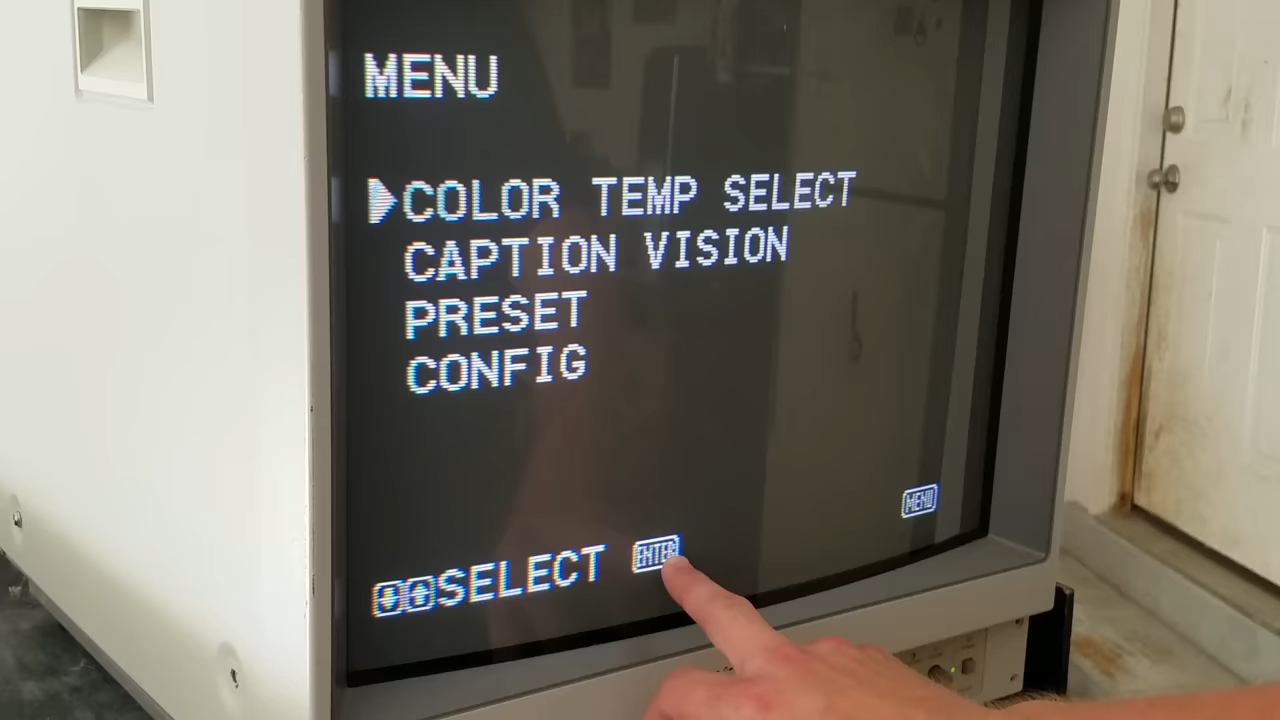 MENU
COLOR TEMP SELECT
CAPTION VISION
PRESET
CONFIG
MENU
SELECT ENTER